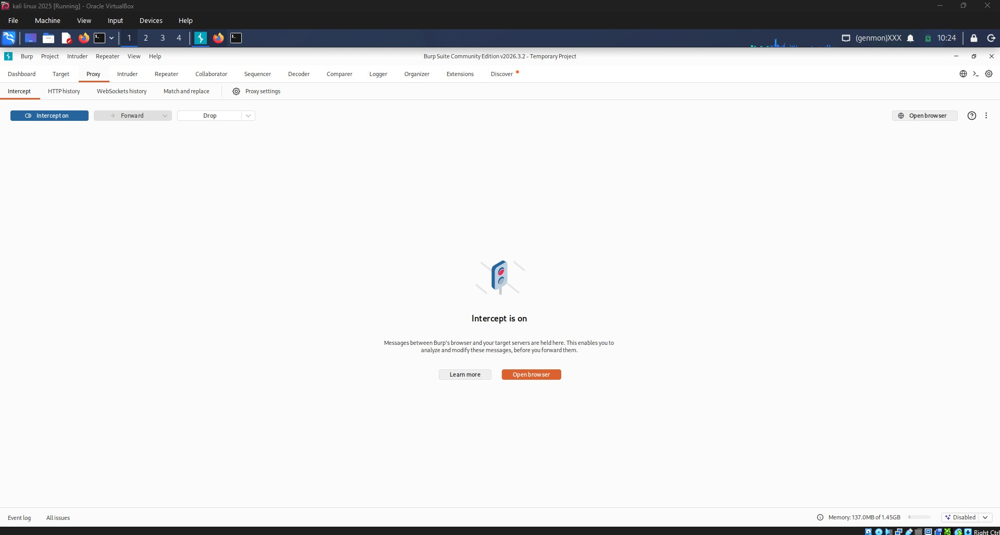 kali linux 2025 [Running] - Oracle VirtualBox
File Machine View Input Devices Help
1 2 3 4 (genmon)XXX 10:24
Burp Project Intruder Repeater View Help Burp Suite Community Edition v2026.3.2 - Temporary Project
Dashboard Target Proxy Intruder Repeater Collaborator Sequencer Decoder Comparer Logger Organizer Extensions Discover
Intercept HTTP history WebSockets history Match and replace Proxy settings
Intercept on Forward Drop Open browser
Intercept is on
Messages between Burp's browser and your target servers are held here. This enables you to
analyze and modify these messages, before you forward them.
Learn more Open browser
Event log All issues Memory: 137.0MB of 1.45GB Disabled
Right Ctrl